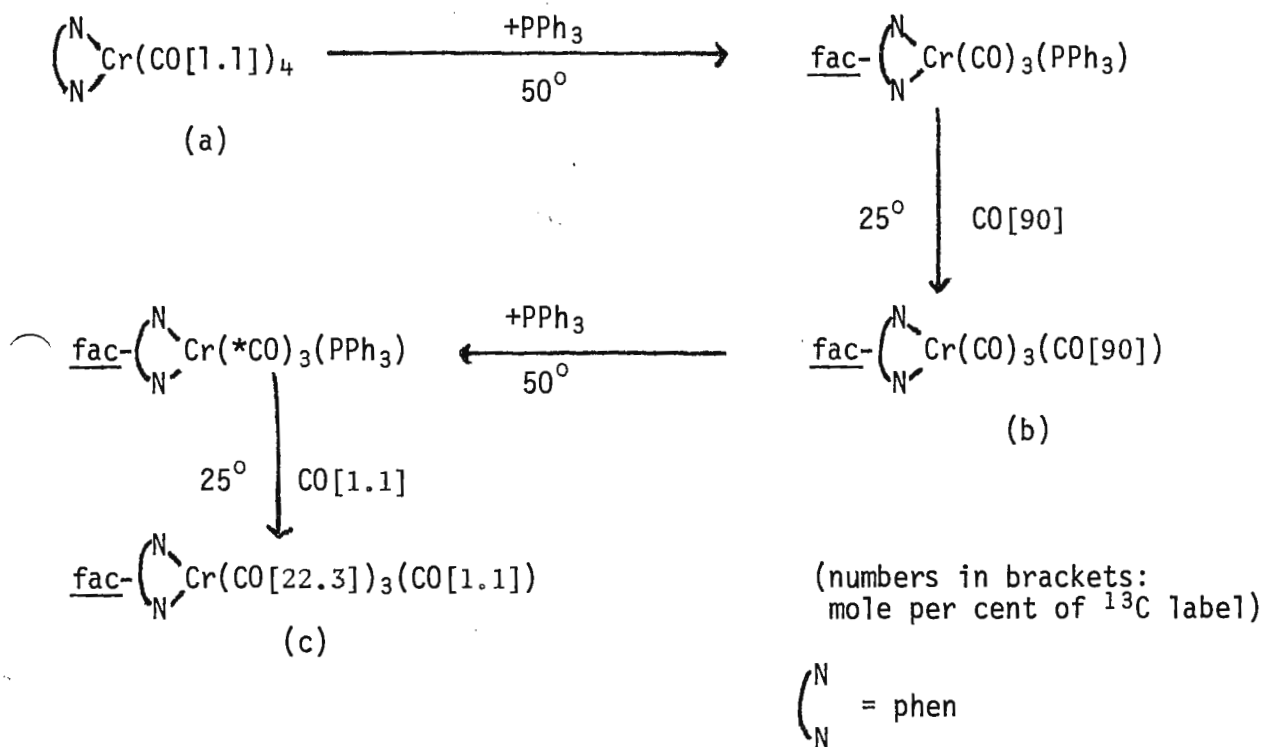 N N Cr(CO[1.1])₄
(a)
+PPh₃
50°
fac- N N Cr(CO)₃(PPh₃)
25° CO[90]
fac- N N Cr(*CO)₃(PPh₃)
+PPh₃
50°
fac- N N Cr(CO)₃(CO[90])
(b)
25° CO[1.1]
fac- N N Cr(CO[22.3])₃(CO[1.1])
(c)
(numbers in brackets:
mole per cent of ¹³C label)
N N = phen